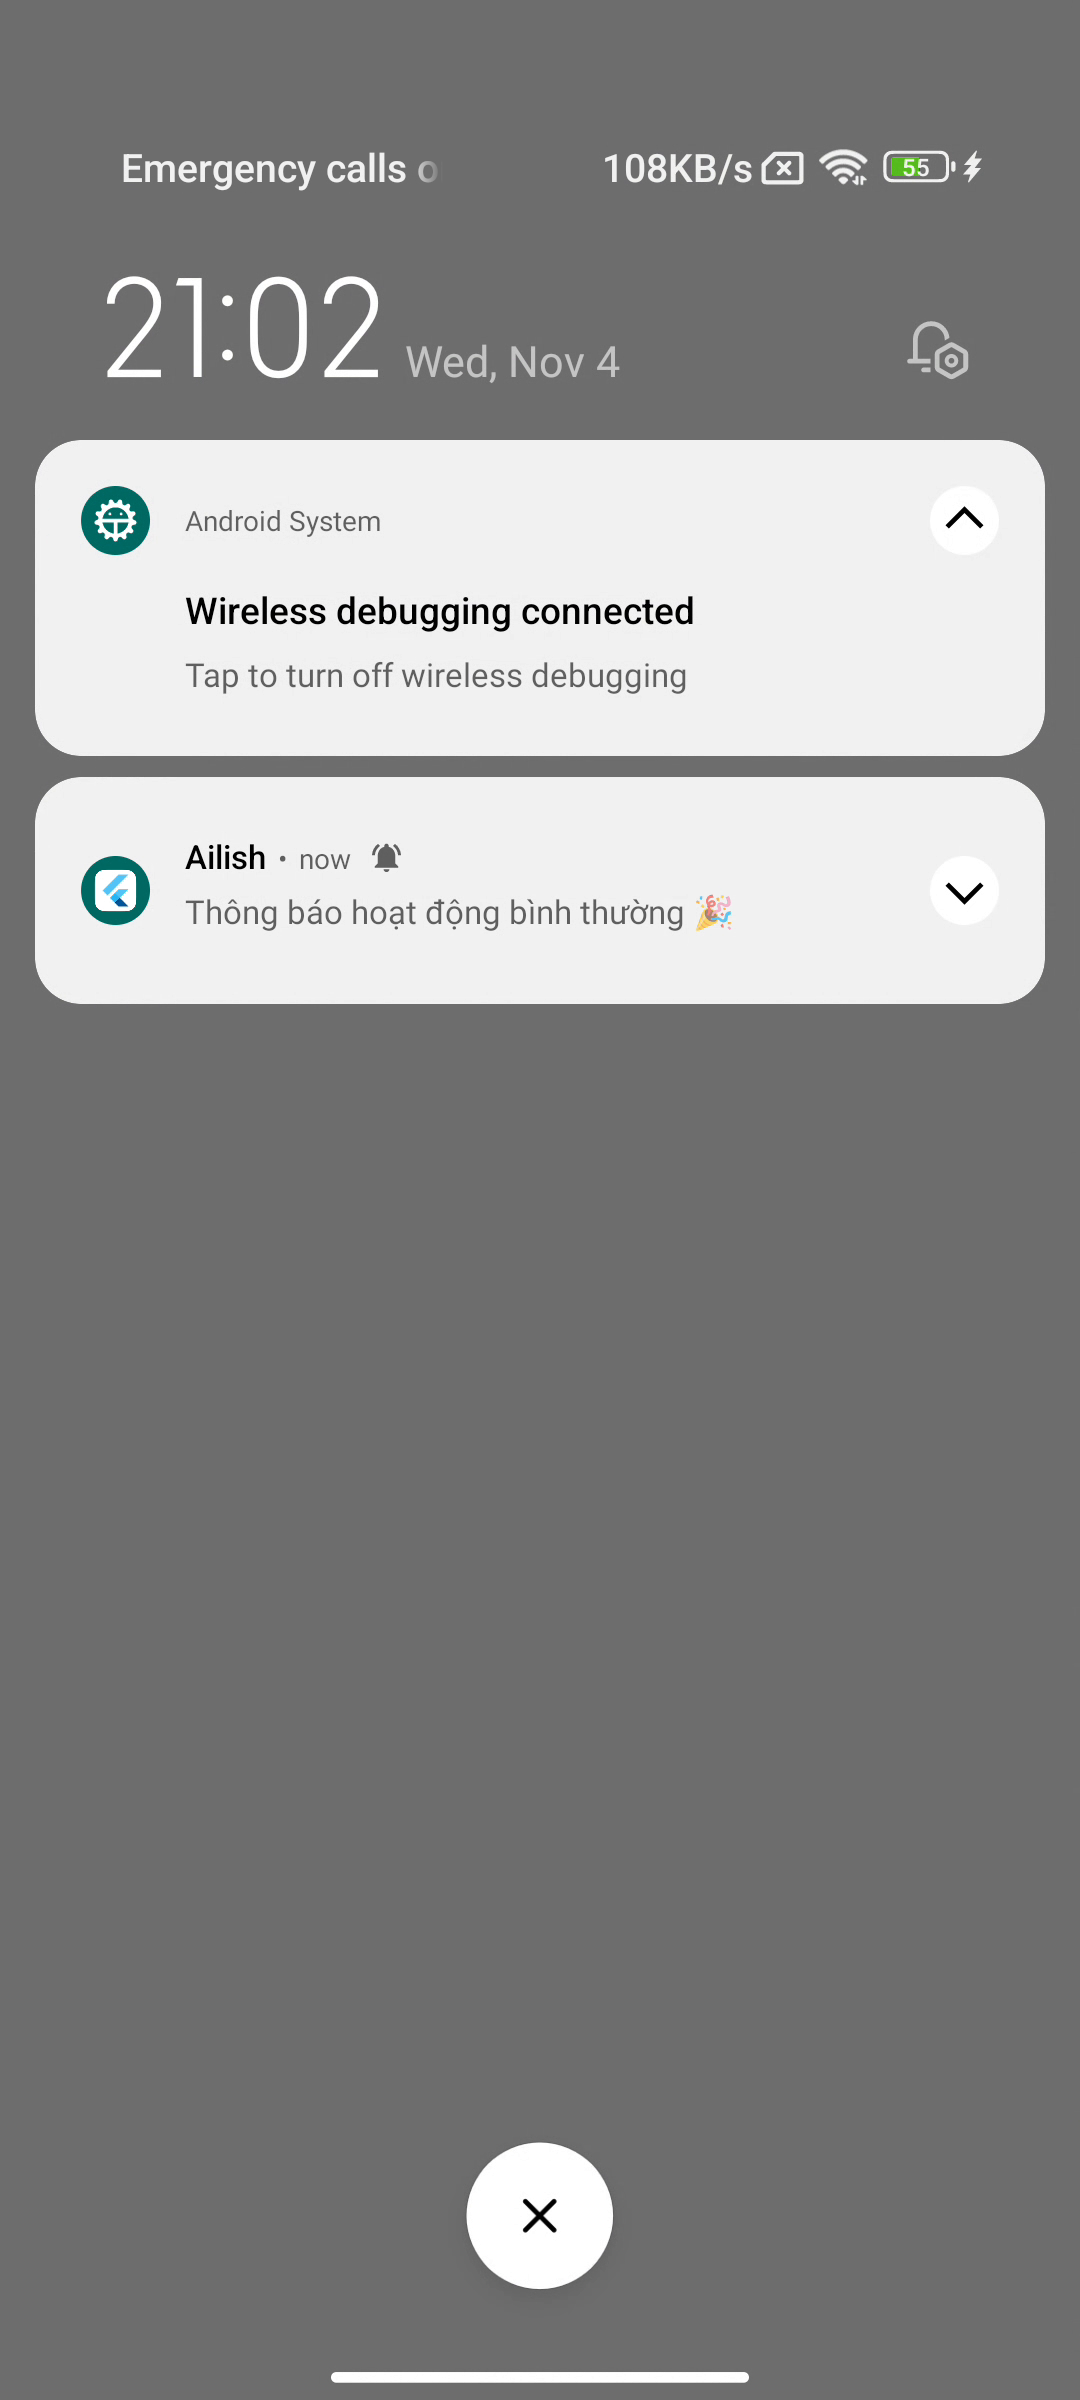 Emergency calls o
108KB/s
55
21:02 Wed, Nov 4
Android System
Wireless debugging connected
Tap to turn off wireless debugging
Ailish • now
Thông báo hoạt động bình thường 🎉